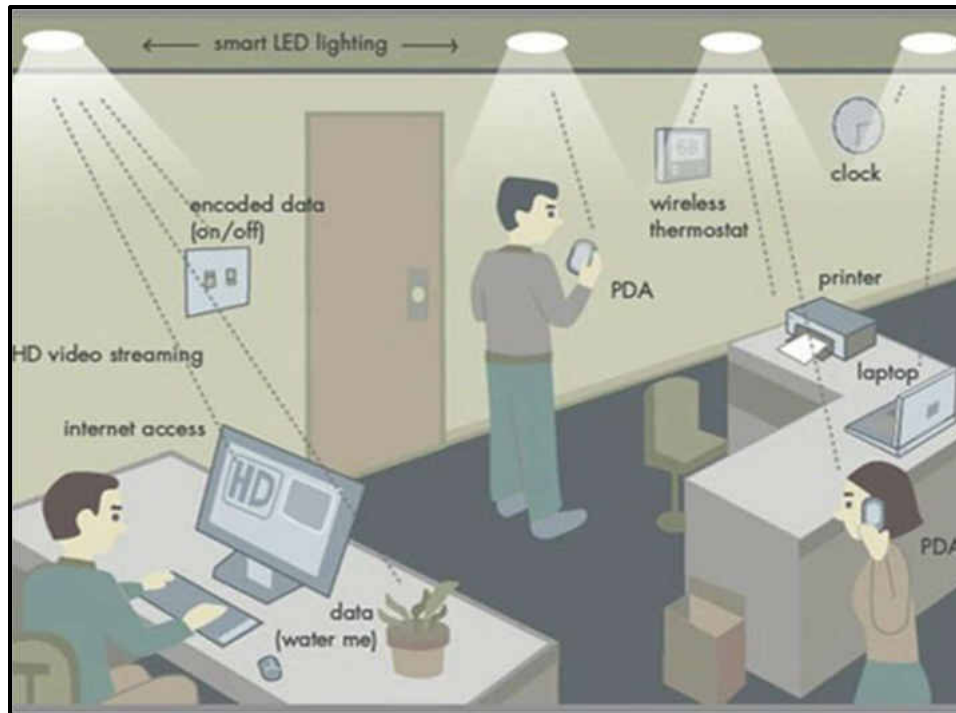 smart LED lighting
encoded data
(on/off)
68
wireless
thermostat
clock
PDA
printer
HD video streaming
laptop
internet access
HD
PDA
data
(water me)